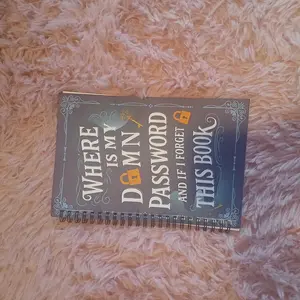 WHERE
IS MY
DAMN
PASSWORD
AND IF I FORGET
THIS BOOK